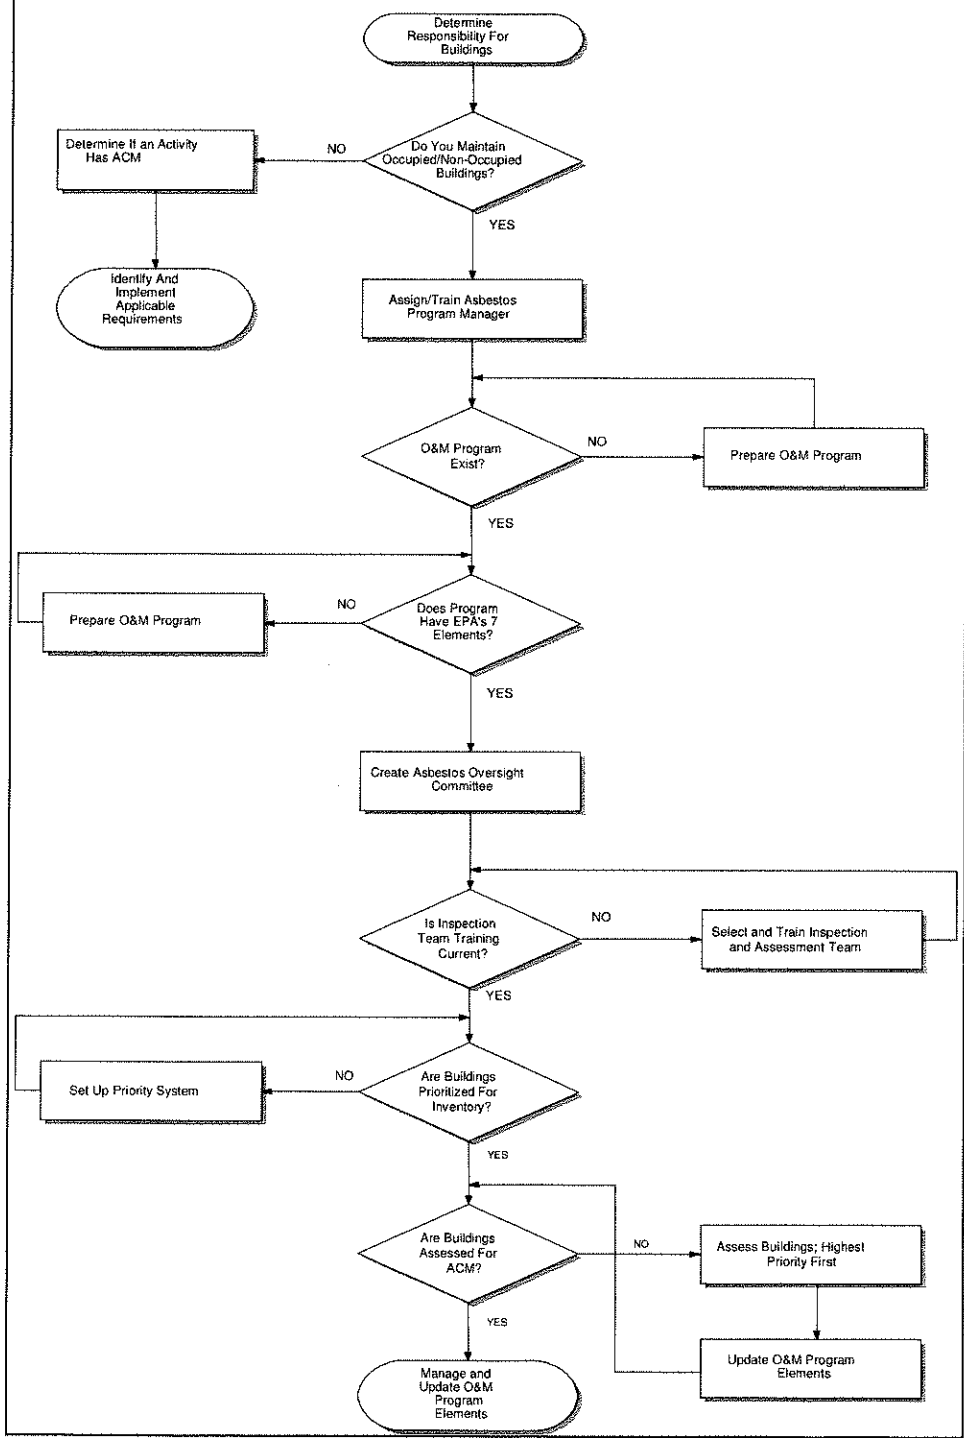 Determine
Responsibility For
Buildings
Do You Maintain
Occupied/Non-Occupied
Buildings?
NO
Determine If an Activity
Has ACM
Identify And
Implement
Applicable
Requirements
YES
Assign/Train Asbestos
Program Manager
O&M Program
Exist?
NO
Prepare O&M Program
YES
Does Program
Have EPA's 7
Elements?
NO
Prepare O&M Program
YES
Create Asbestos Oversight
Committee
Is Inspection
Team Training
Current?
NO
Select and Train Inspection
and Assessment Team
YES
Are Buildings
Prioritized For
Inventory?
NO
Set Up Priority System
YES
Are Buildings
Assessed For
ACM?
NO
Assess Buildings; Highest
Priority First
Update O&M Program
Elements
YES
Manage and
Update O&M
Program
Elements